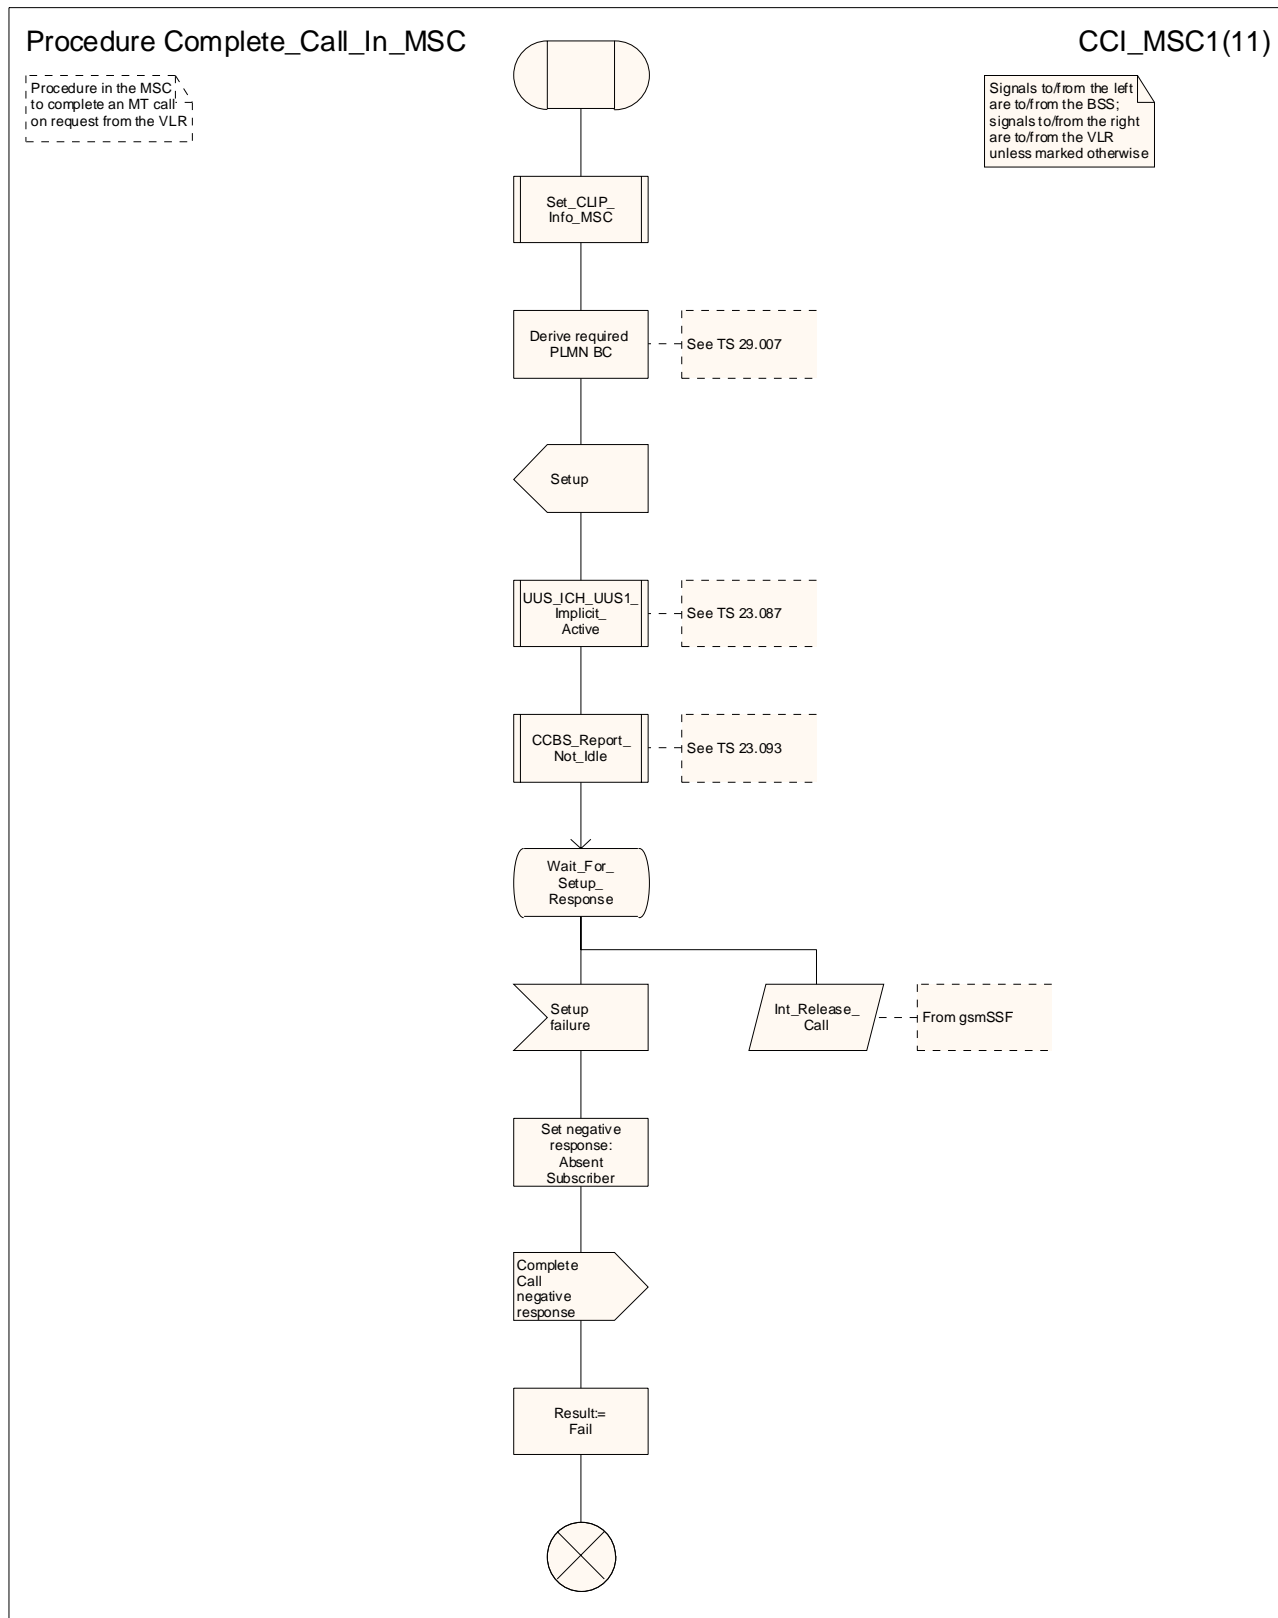 Procedure Complete_Call_In_MSC
CCI_MSC1(11)
Procedure in the MSC
to complete an MT call
on request from the VLR
Signals to/from the left
are to/from the BSS;
signals to/from the right
are to/from the VLR
unless marked otherwise
Set_CLIP_
Info_MSC
Derive required
PLMN BC
See TS 29.007
Setup
UUS_ICH_UUS1_
Implicit_
Active
See TS 23.087
CCBS_Report_
Not_Idle
See TS 23.093
Wait_For_
Setup_
Response
Setup
failure
Int_Release_
Call
From gsmSSF
Set negative
response:
Absent
Subscriber
Complete
Call
negative
response
Result:=
Fail